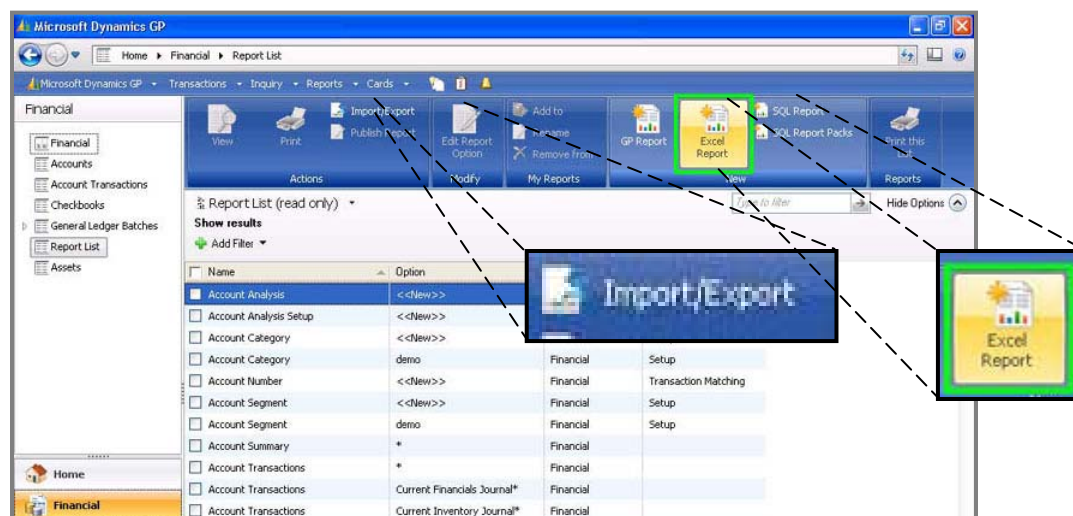 Microsoft Dynamics GP
Home ▸ Financial ▸ Report List
Microsoft Dynamics GP Transactions Inquiry Reports Cards
Financial
Financial
Accounts
Account Transactions
Checkbooks
General Ledger Batches
Report List
Assets
Home
Financial
View
Print
Import/Export
Publish Report
Actions
Edit Report
Option
Modify
Add to
Rename
Remove from
My Reports
GP Report
Excel
Report
SQL Report
SQL Report Packs
New
Print this
List
Reports
Report List (read only)
Type to filter
Hide Options
Show results
Add Filter
Name Option
Account Analysis <<New>>
Account Analysis Setup <<New>>
Account Category <<New>>
Account Category demo Financial Setup
Account Number <<New>> Financial Transaction Matching
Account Segment <<New>> Financial Setup
Account Segment demo Financial Setup
Account Summary * Financial
Account Transactions * Financial
Account Transactions Current Financials Journal* Financial
Account Transactions Current Inventory Journal* Financial
Import/Export
Excel
Report